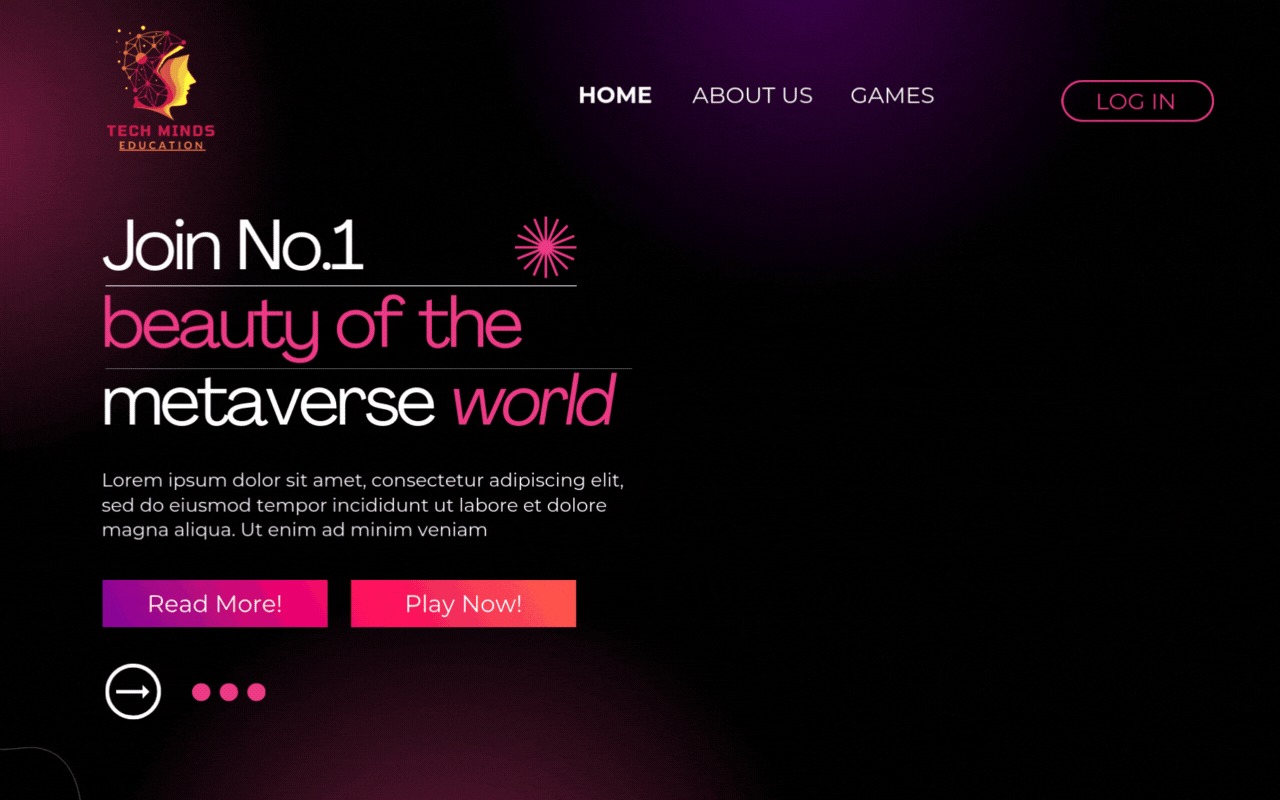 TECH MINDS
EDUCATION
HOME
ABOUT US
GAMES
LOG IN
Join No.1
beauty of the
metaverse world
Lorem ipsum dolor sit amet, consectetur adipiscing elit,
sed do eiusmod tempor incididunt ut labore et dolore
magna aliqua. Ut enim ad minim veniam
Read More!
Play Now!